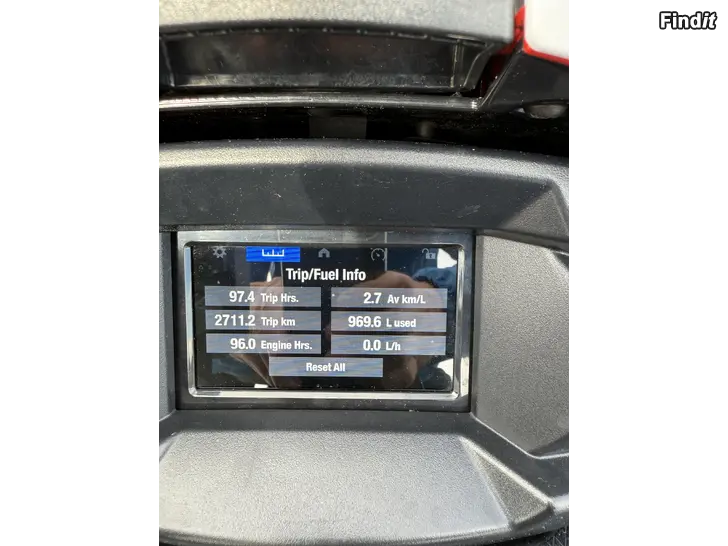 Findit
Trip/Fuel Info
97.4 Trip Hrs.
2.7 Av km/L
2711.2 Trip km
969.6 L used
96.0 Engine Hrs.
0.0 L/h
Reset All